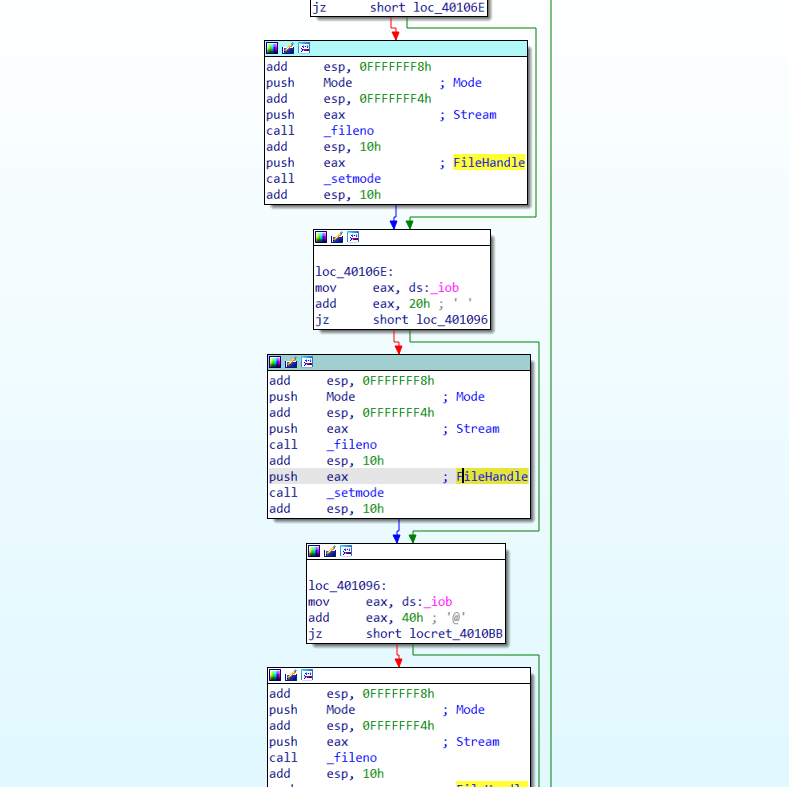 jz short loc_40106E
add esp, 0FFFFFFF8h
push Mode ; Mode
add esp, 0FFFFFFF4h
push eax ; Stream
call _fileno
add esp, 10h
push eax ; FileHandle
call _setmode
add esp, 10h
loc_40106E:
mov eax, ds:_iob
add eax, 20h ; ' '
jz short loc_401096
add esp, 0FFFFFFF8h
push Mode ; Mode
add esp, 0FFFFFFF4h
push eax ; Stream
call _fileno
add esp, 10h
push eax ; FileHandle
call _setmode
add esp, 10h
loc_401096:
mov eax, ds:_iob
add eax, 40h ; '@'
jz short locret_4010BB
add esp, 0FFFFFFF8h
push Mode ; Mode
add esp, 0FFFFFFF4h
push eax ; Stream
call _fileno
add esp, 10h